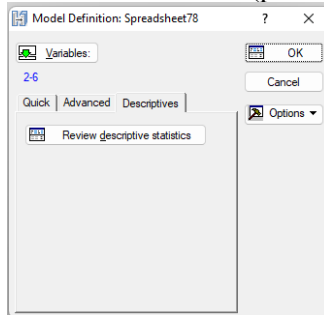 Model Definition: Spreadsheet78 ? ×
Variables: OK
2-6 Cancel
Quick Advanced Descriptives Options
Review descriptive statistics